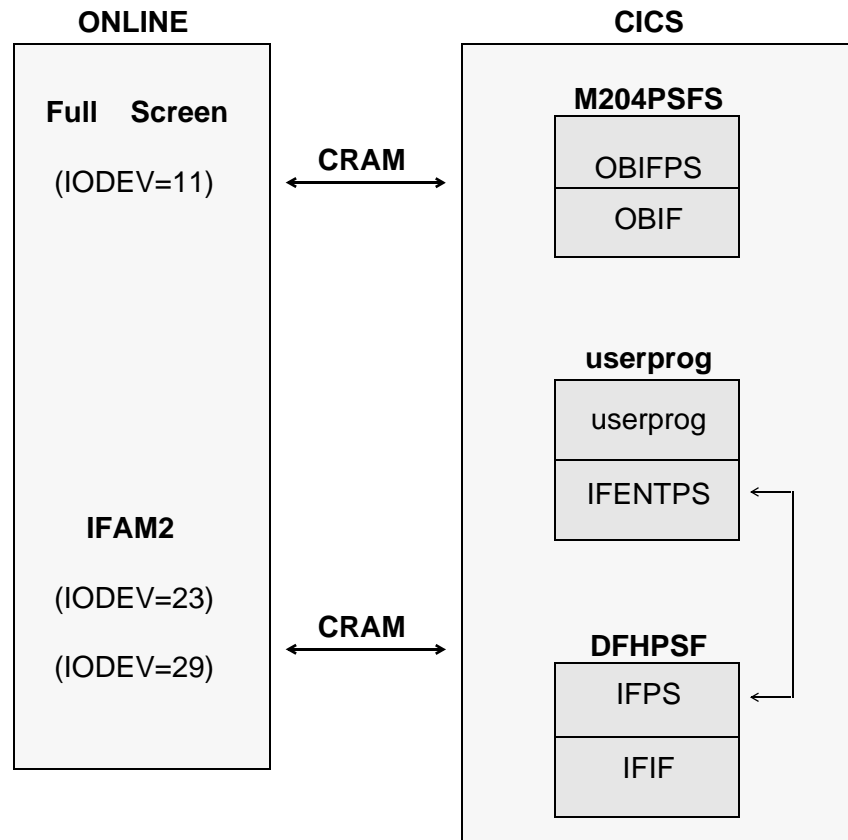 ONLINE
Full Screen
(IODEV=11)
IFAM2
(IODEV=23)
(IODEV=29)
CRAM
CRAM
CICS
M204PSFS
OBIFPS
OBIF
userprog
userprog
IFENTPS
DFHPSF
IFPS
IFIF